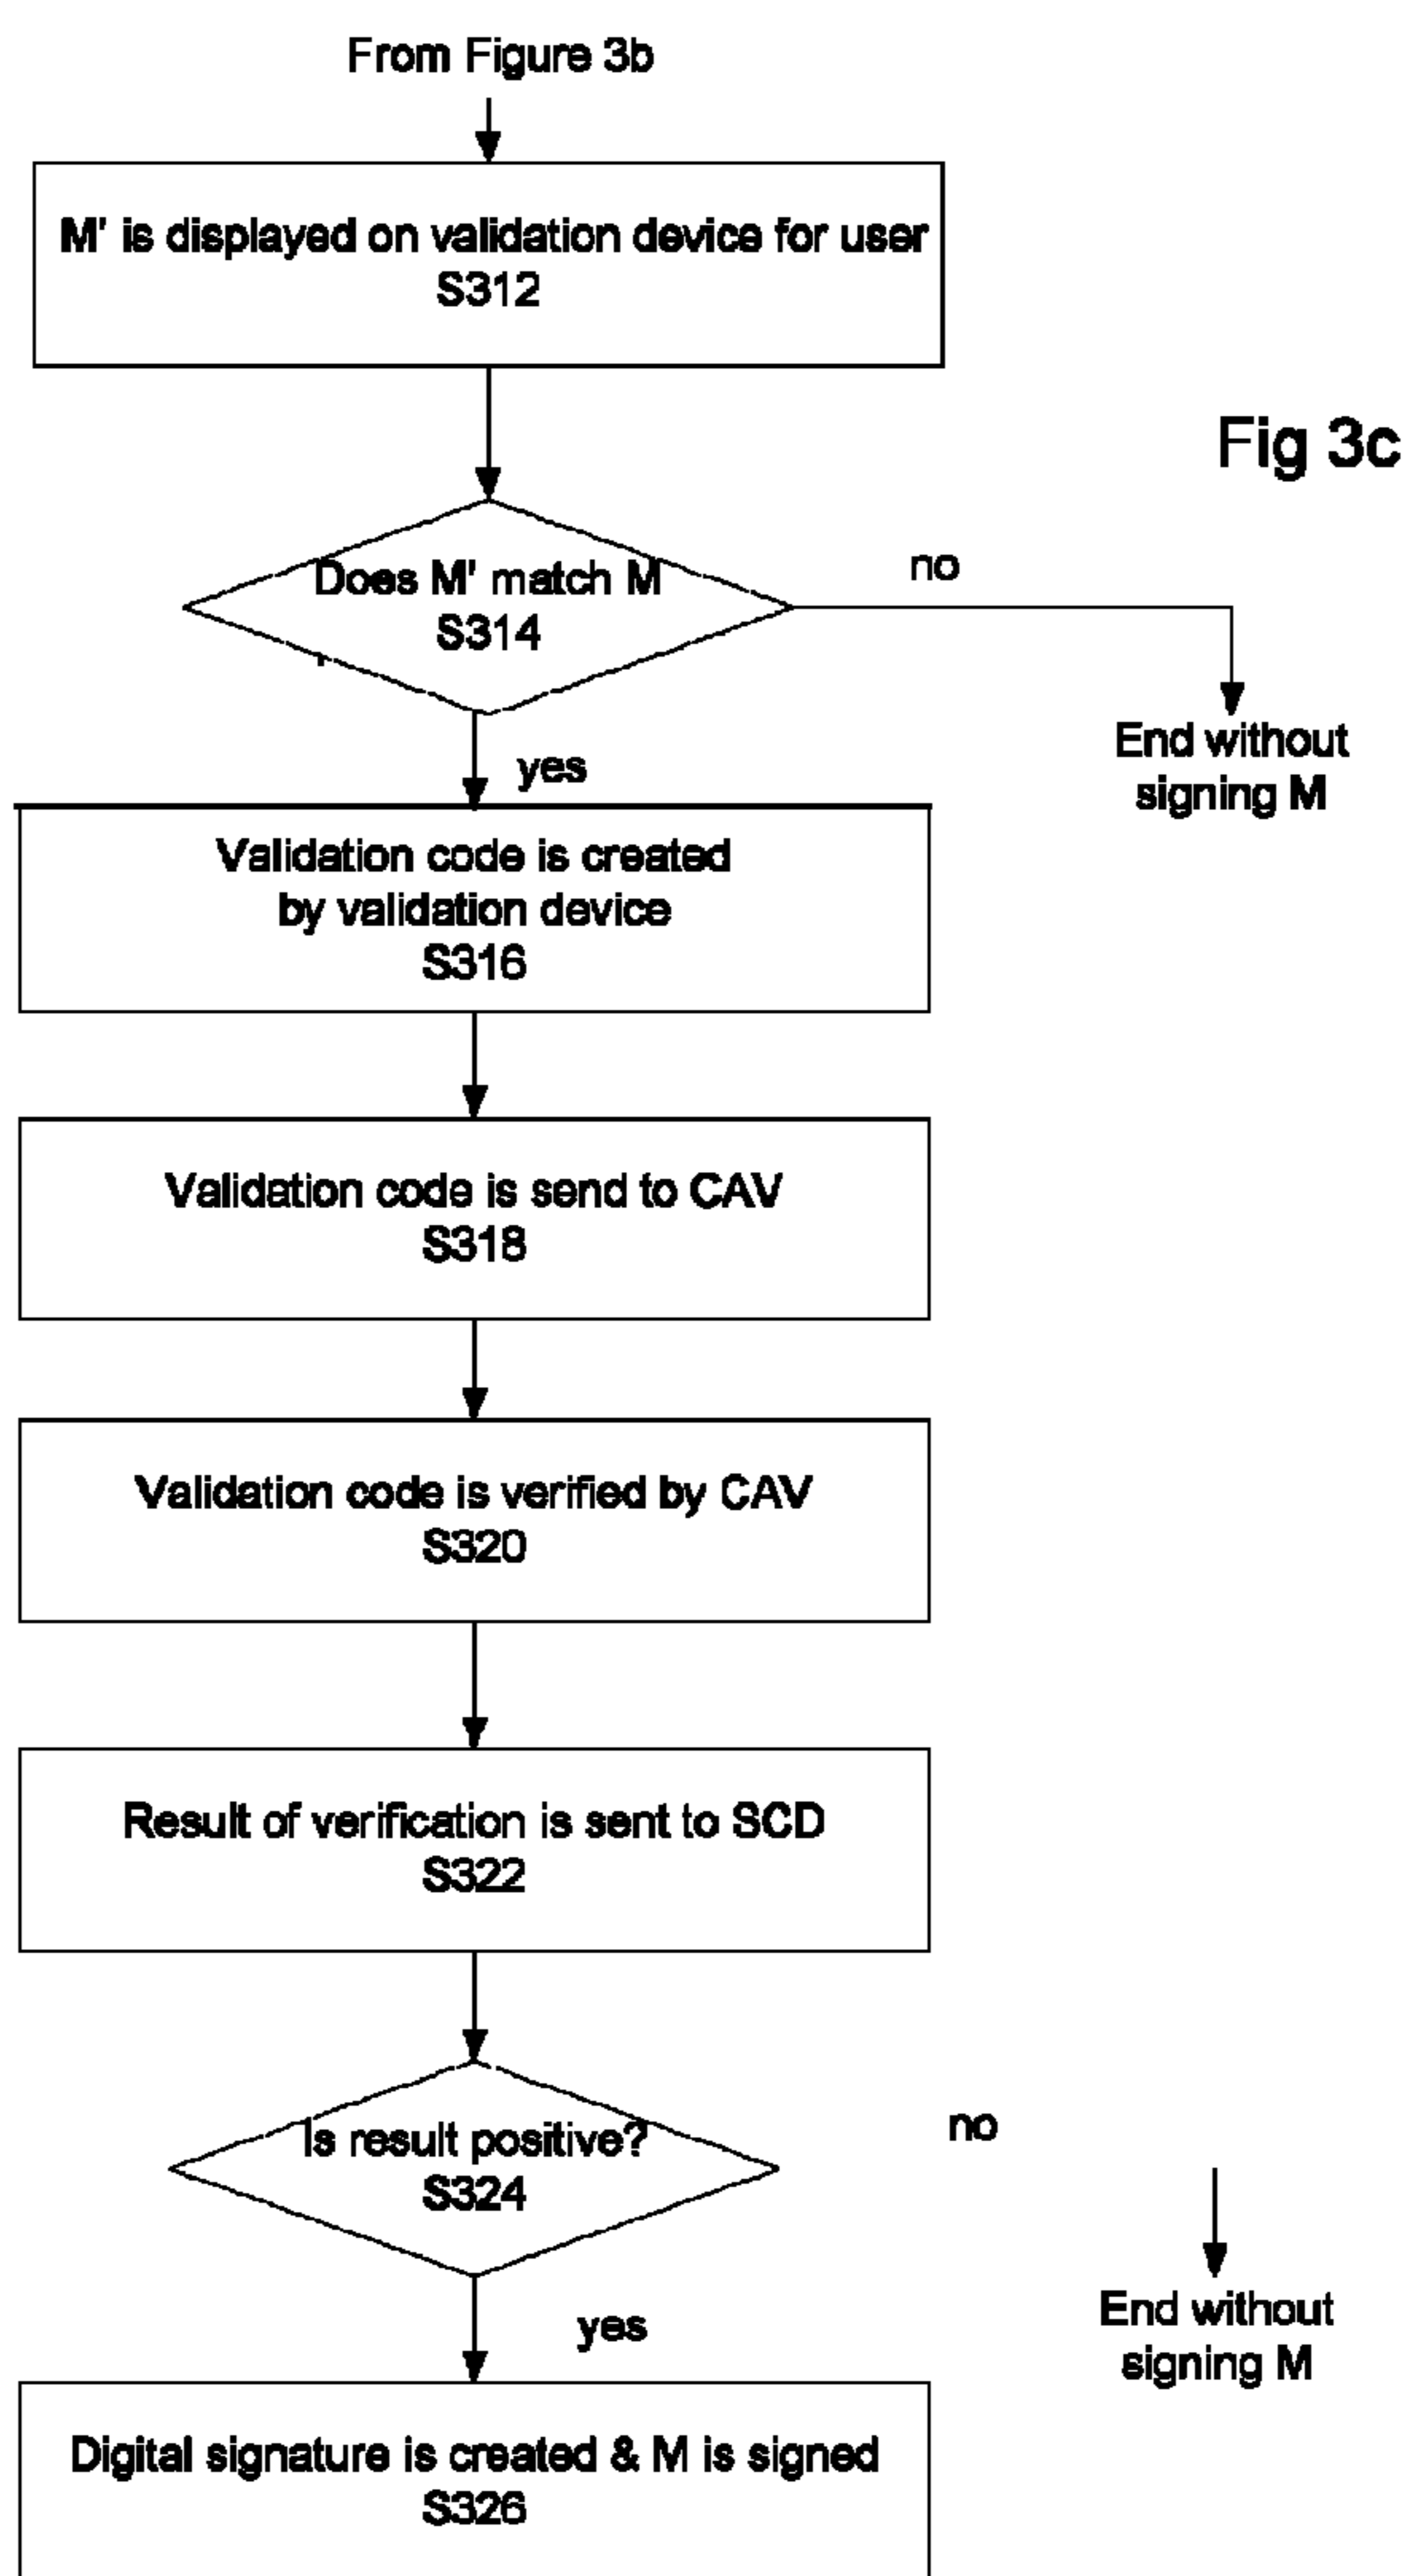 From Figure 3b
M' is displayed on validation device for user
S312
Fig 3c
Does M' match M
S314
no
End without
signing M
yes
Validation code is created
by validation device
S316
Validation code is send to CAV
S318
Validation code is verified by CAV
S320
Result of verification is sent to SCD
S322
Is result positive?
S324
no
End without
signing M
yes
Digital signature is created & M is signed
S326